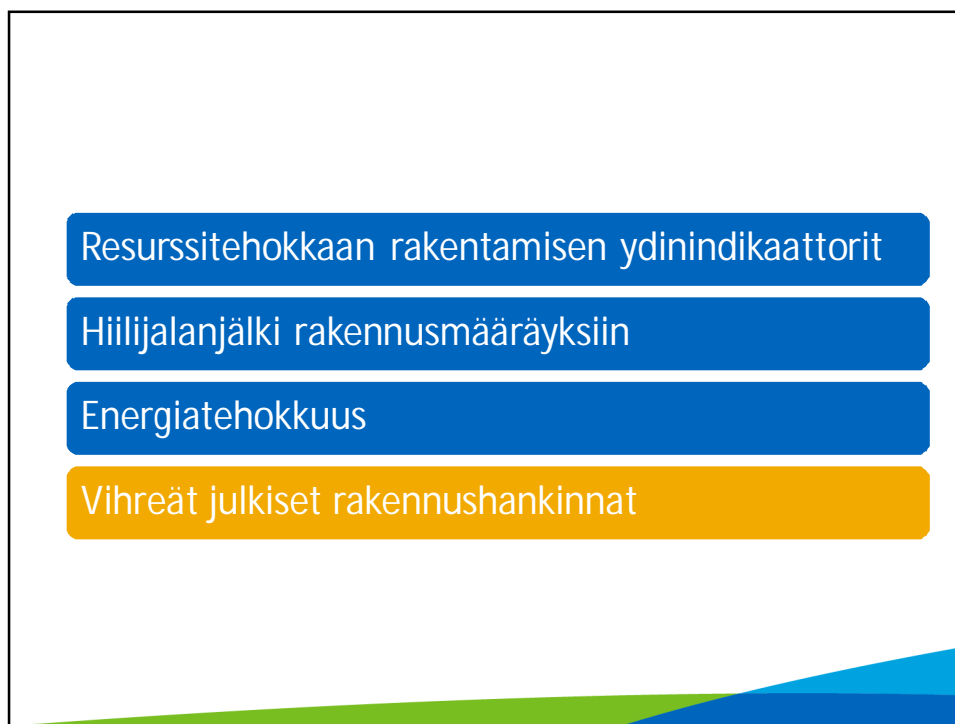 Resurssitehokkaan rakentamisen ydinindikaattorit
Hiilijalanjälki rakennusmääräyksiin
Energiatehokkuus
Vihreät julkiset rakennushankinnat